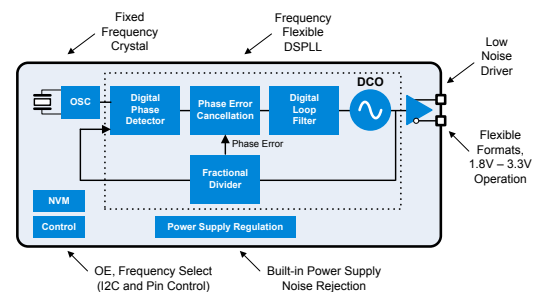 Fixed
Frequency
Crystal
Frequency
Flexible
DSPLL
Low
Noise
Driver
OSC
Digital
Phase
Detector
Phase Error
Cancellation
Digital
Loop
Filter
DCO
Phase Error
Fractional
Divider
Flexible
Formats,
1.8V – 3.3V
Operation
NVM
Control
Power Supply Regulation
OE, Frequency Select
(I2C and Pin Control)
Built-in Power Supply
Noise Rejection